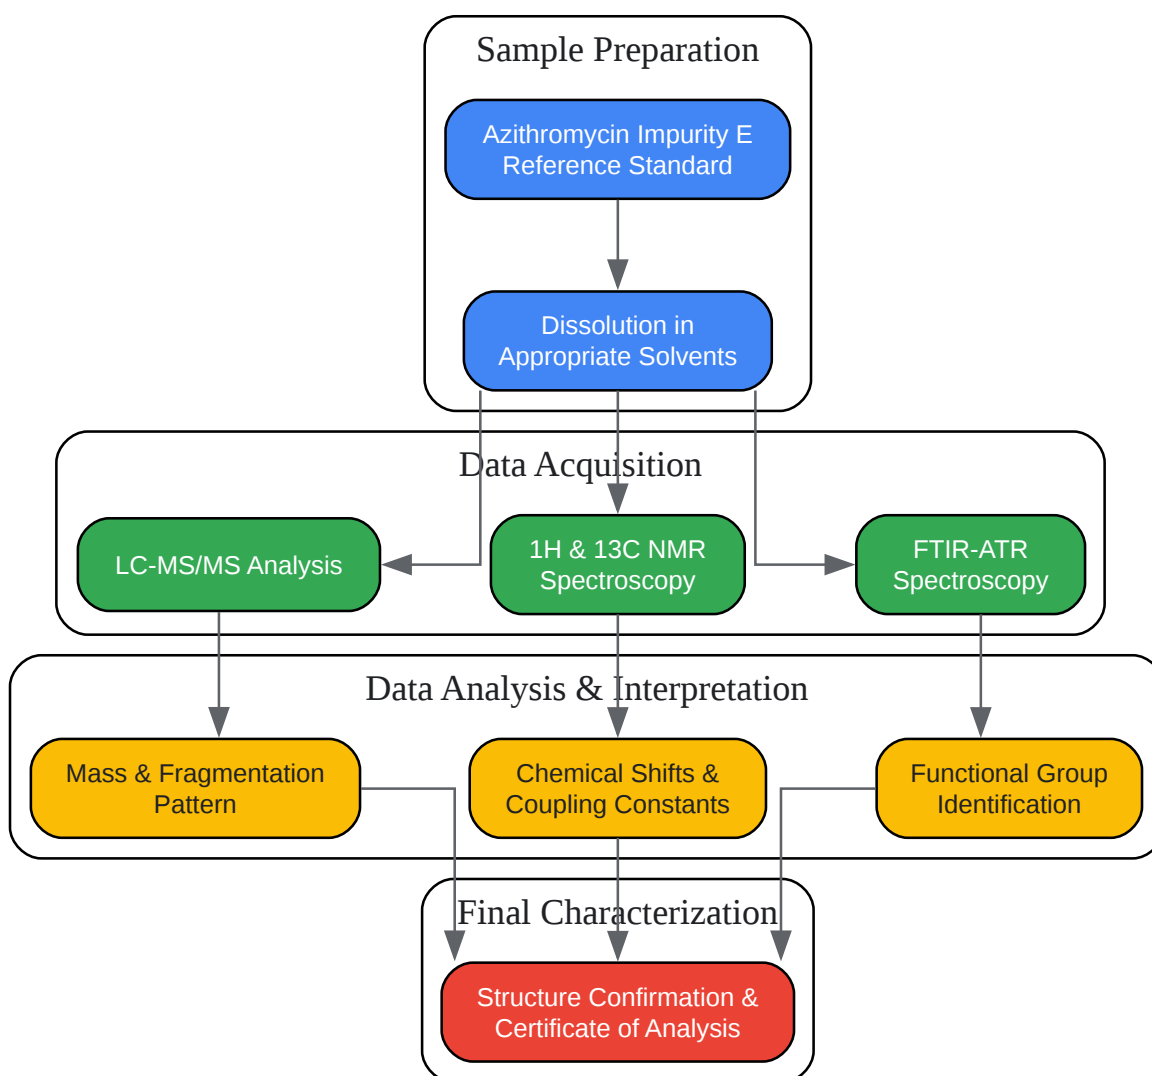 Sample Preparation
Azithromycin Impurity E
Reference Standard
Dissolution in
Appropriate Solvents
Data Acquisition
LC-MS/MS Analysis
1H & 13C NMR
Spectroscopy
FTIR-ATR
Spectroscopy
Data Analysis & Interpretation
Mass & Fragmentation
Pattern
Chemical Shifts &
Coupling Constants
Functional Group
Identification
Final Characterization
Structure Confirmation &
Certificate of Analysis